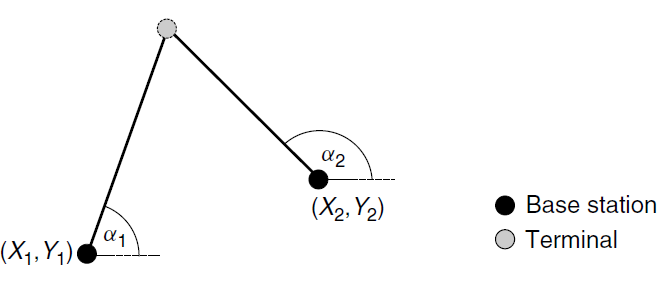 α2
(X2, Y2)
α1
(X1, Y1)
Base station
Terminal